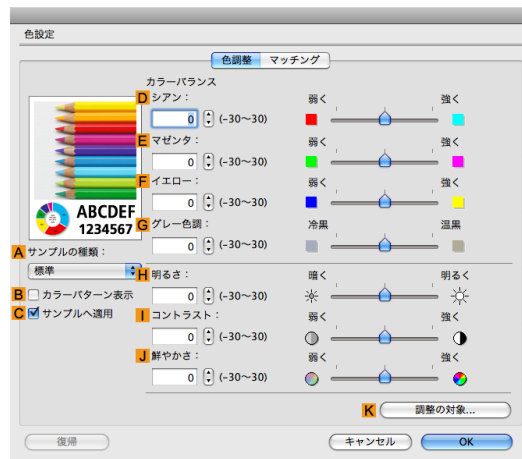 色設定
色調整 マッチング
カラーバランス
D シアン：
弱く 強く
0 (-30〜30)
E マゼンタ：
弱く 強く
0 (-30〜30)
F イエロー：
弱く 強く
0 (-30〜30)
G グレー色調：
冷黒 温黒
0 (-30〜30)
ABCDEF
1234567
A サンプルの種類：
標準
B カラーパターン表示
C サンプルへ適用
H 明るさ：
暗く 明るく
0 (-30〜30)
I コントラスト：
弱く 強く
0 (-30〜30)
J 鮮やかさ：
弱く 強く
0 (-30〜30)
K 調整の対象...
復帰 キャンセル OK